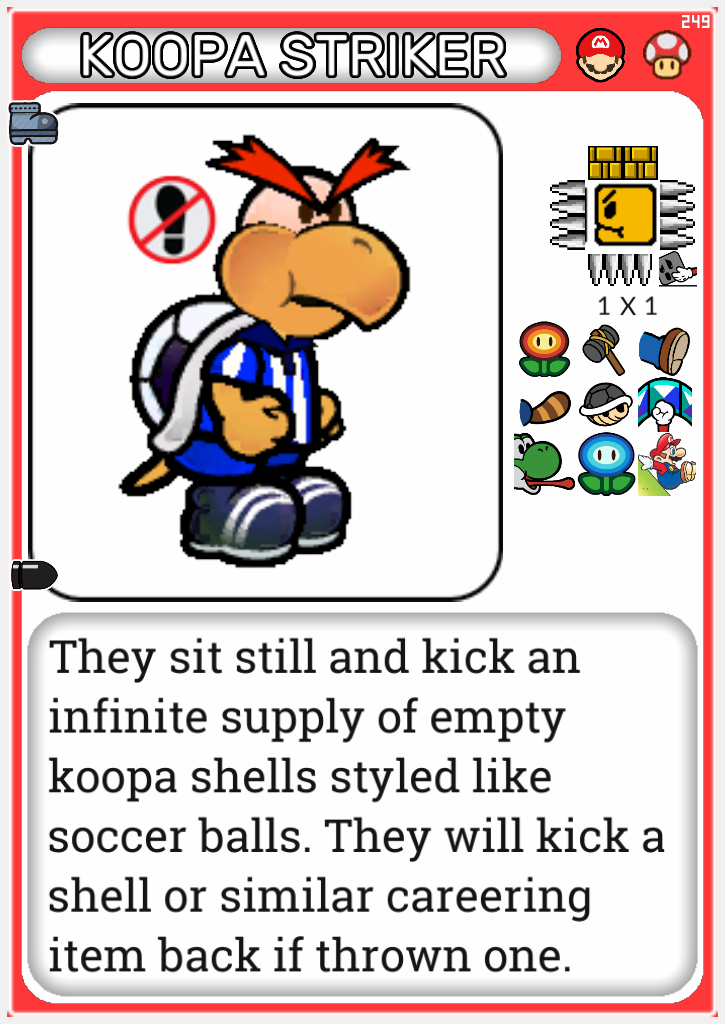 249
KOOPA STRIKER
1 X 1
They sit still and kick an
infinite supply of empty
koopa shells styled like
soccer balls. They will kick a
shell or similar careering
item back if thrown one.